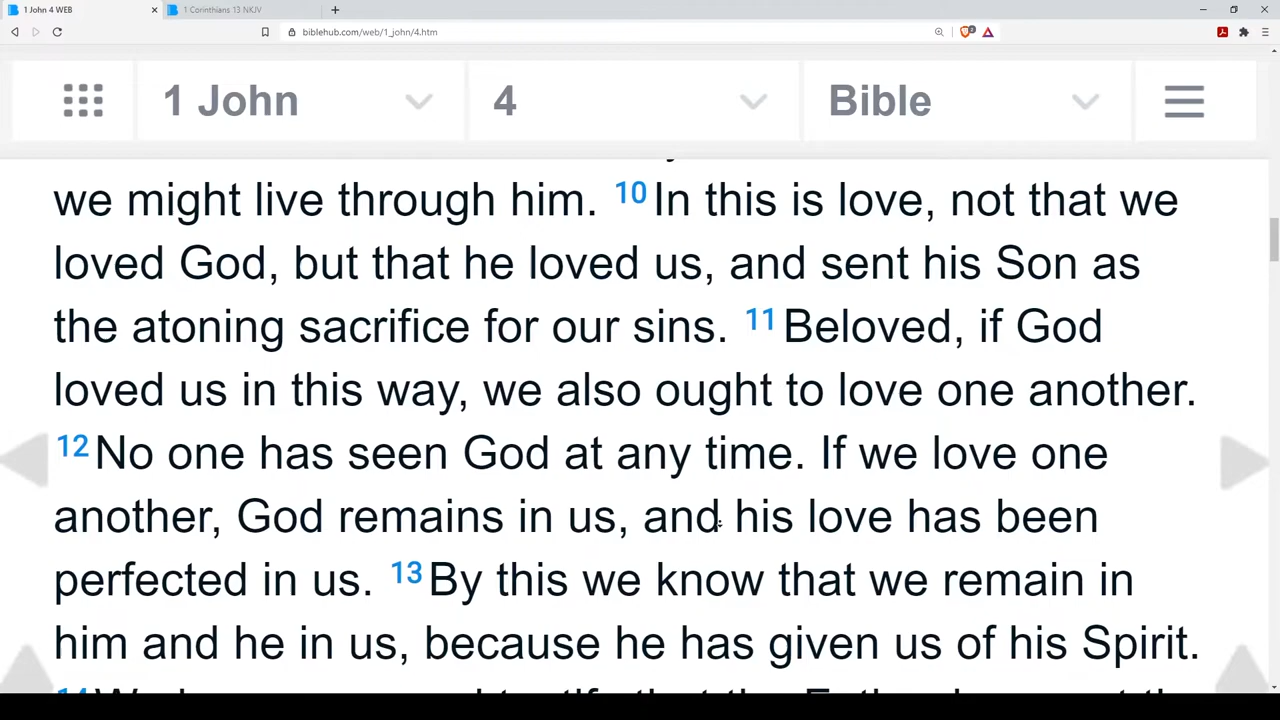 1 John 4 WEB
1 Corinthians 13 NKJV
biblehub.com/web/1_john/4.htm
1 John
4
Bible
we might live through him. 10 In this is love, not that we
loved God, but that he loved us, and sent his Son as
the atoning sacrifice for our sins. 11 Beloved, if God
loved us in this way, we also ought to love one another.
12 No one has seen God at any time. If we love one
another, God remains in us, and his love has been
perfected in us. 13 By this we know that we remain in
him and he in us, because he has given us of his Spirit.